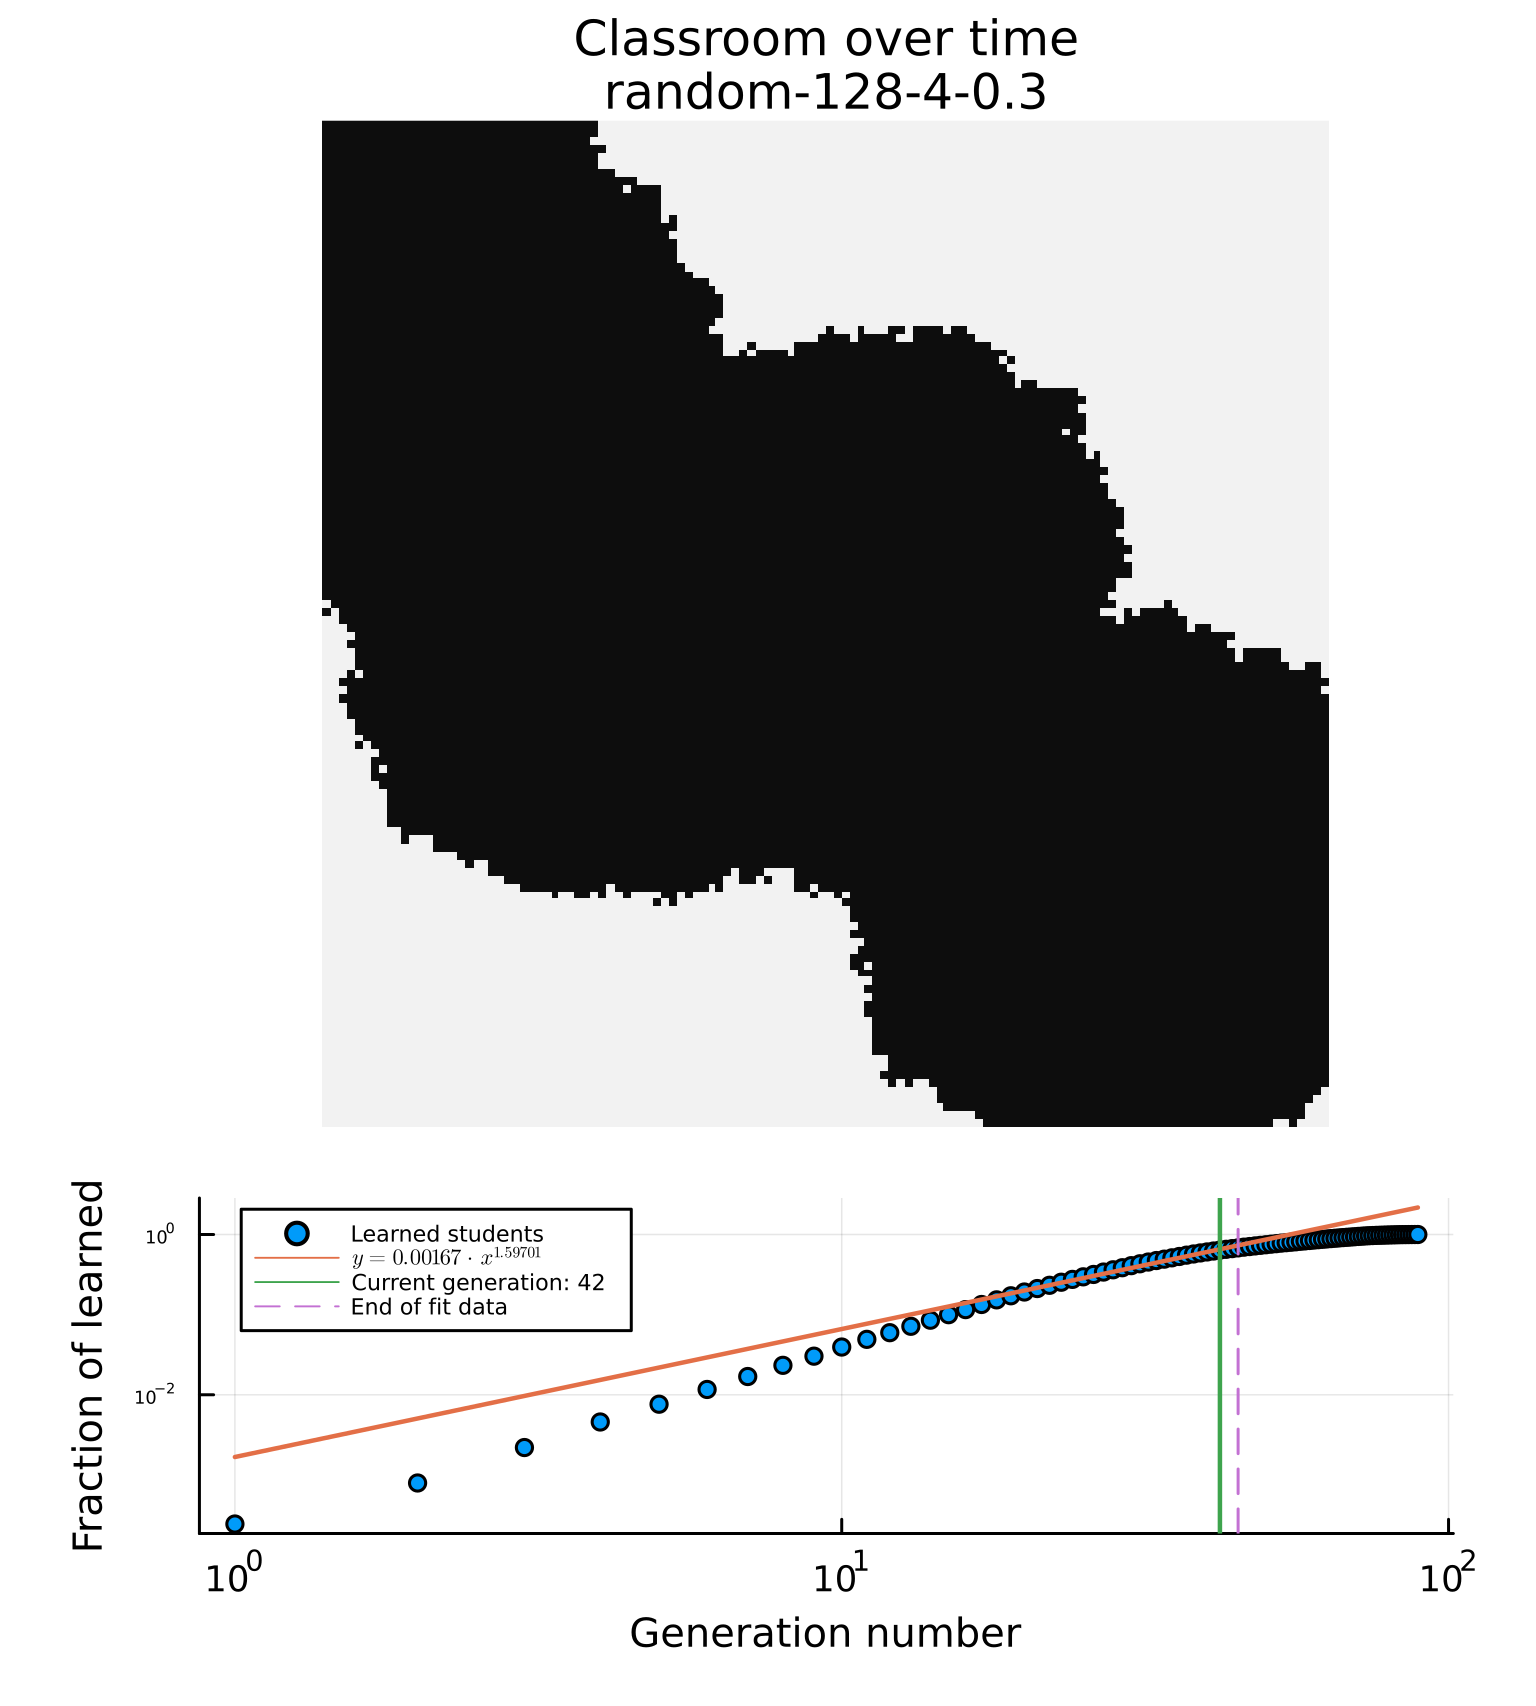 Classroom over time
random-128-4-0.3
Fraction of learned
10^0
10^−2
Learned students
y = 0.00167 · x^1.59701
Current generation: 42
End of fit data
10^0 10^1 10^2
Generation number